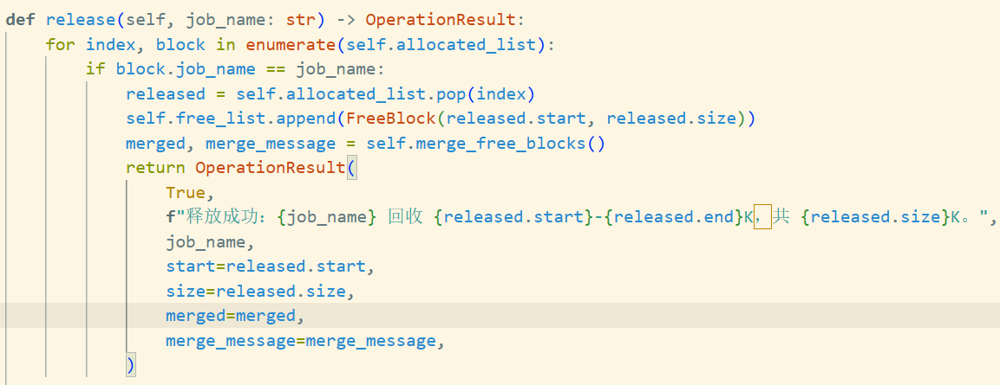 def release(self, job_name: str) -> OperationResult:
    for index, block in enumerate(self.allocated_list):
        if block.job_name == job_name:
            released = self.allocated_list.pop(index)
            self.free_list.append(FreeBlock(released.start, released.size))
            merged, merge_message = self.merge_free_blocks()
            return OperationResult(
                True,
                f"释放成功: {job_name} 回收 {released.start}-{released.end}K，共 {released.size}K。",
                job_name,
                start=released.start,
                size=released.size,
                merged=merged,
                merge_message=merge_message,
            )